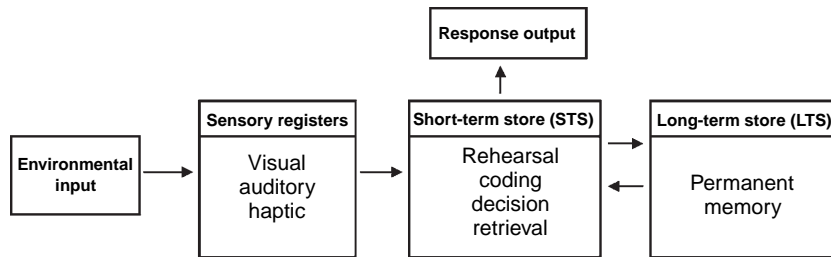 Response output
Sensory registers
Short-term store (STS)
Long-term store (LTS)
Environmental
input
Visual
auditory
haptic
Rehearsal
coding
decision
retrieval
Permanent
memory